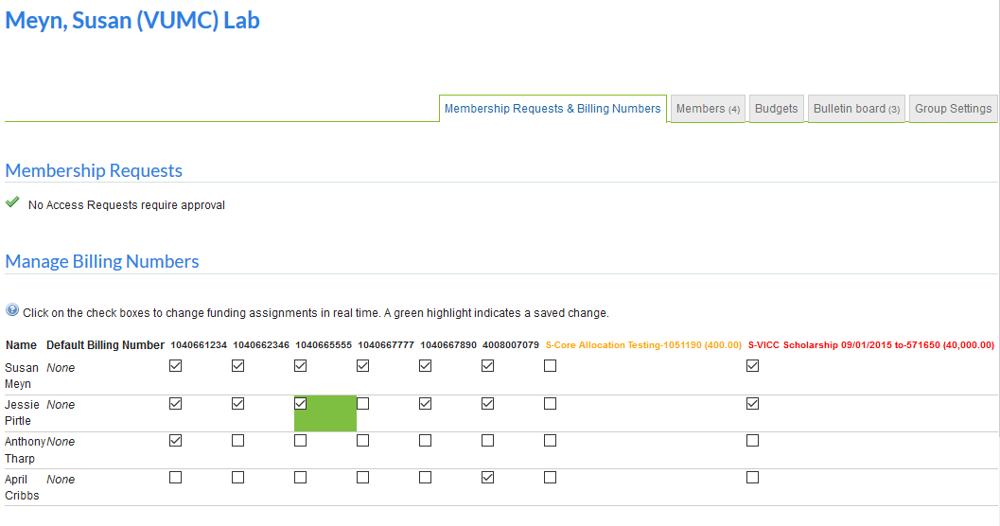 Meyn, Susan (VUMC) Lab
Membership Requests & Billing Numbers Members (4) Budgets Bulletin board (3) Group Settings
Membership Requests
No Access Requests require approval
Manage Billing Numbers
Click on the check boxes to change funding assignments in real time. A green highlight indicates a saved change.
Name Default Billing Number 1040661234 1040662346 1040665555 1040667777 1040667890 4008007079 S-Core Allocation Testing-1051190 (400.00) S-VICC Scholarship 09/01/2015 to-571650 (40,000.00)
Susan None
Meyn
Jessie None
Pirtle
Anthony None
Tharp
April None
Cribbs